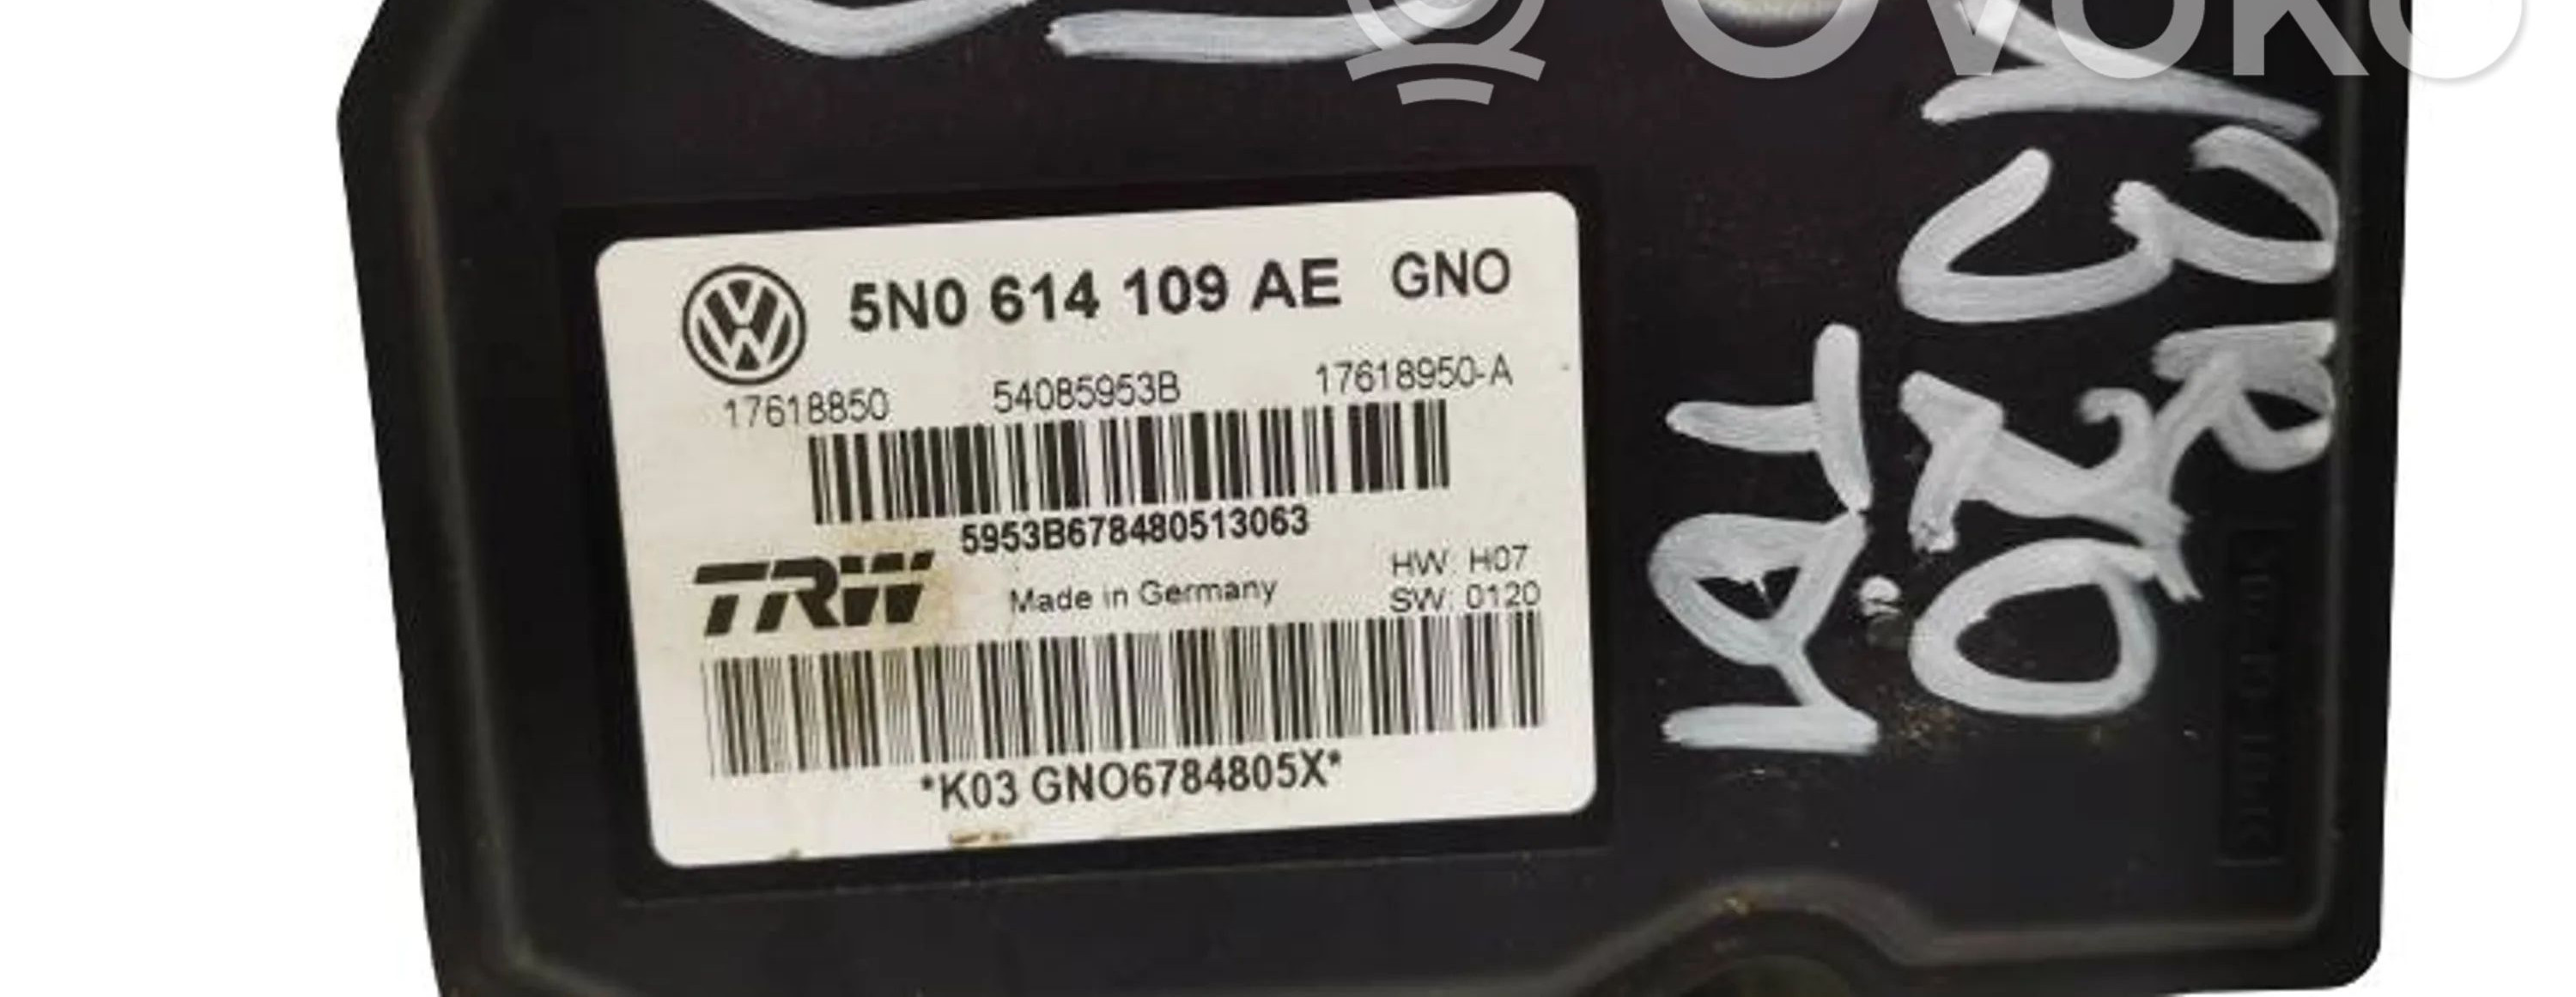 OVOKO
5N0 614 109 AE GNO
17618850 54085953B 17618950-A
5953B678480513063
TRW Made in Germany HW: H07
SW: 0120
*K03 GNO6784805X*